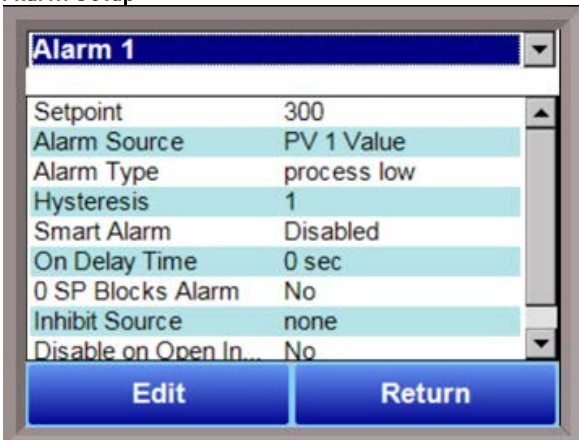 Alarm 1
Setpoint 300
Alarm Source PV 1 Value
Alarm Type process low
Hysteresis 1
Smart Alarm Disabled
On Delay Time 0 sec
0 SP Blocks Alarm No
Inhibit Source none
Disable on Open In... No
Edit Return